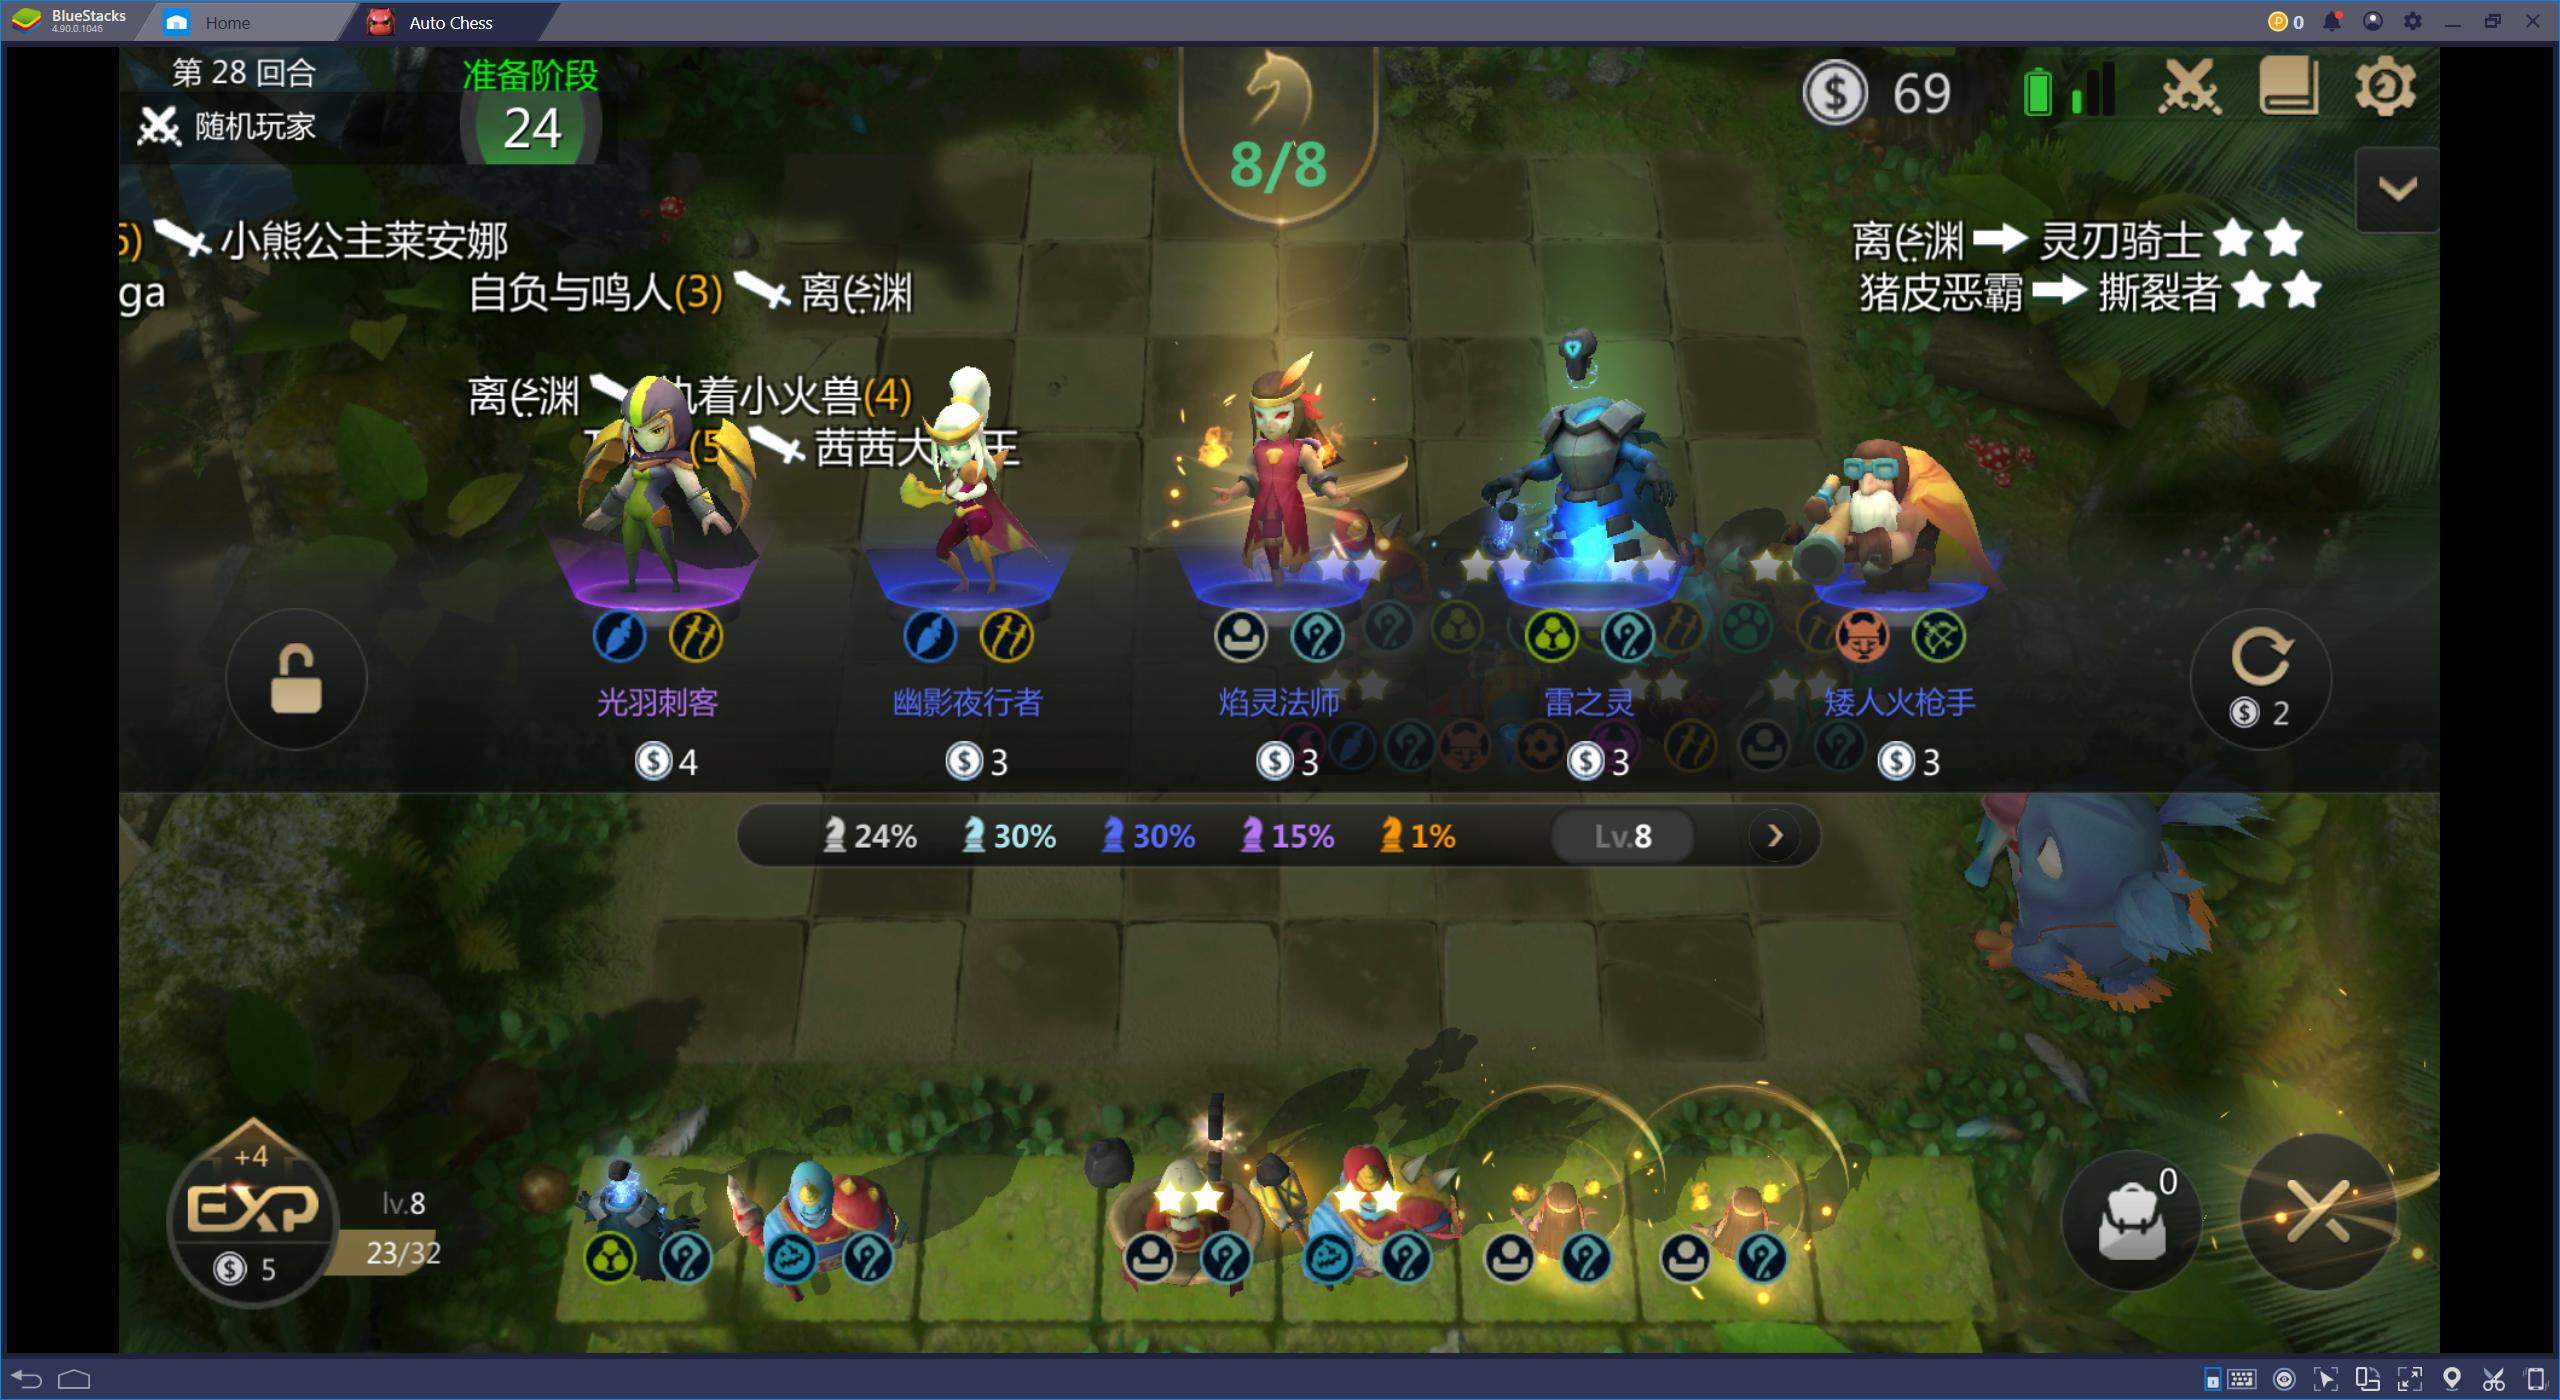 BlueStacks
4.90.0.1046
Home
Auto Chess
0
第 28 回合
准备阶段
24
随机玩家
8/8
69
小熊公主莱安娜
ga
自负与鸣人(3)
离渊
离渊
着小火兽(4)
(5
茜茜大
王
离渊
灵刃骑士
猪皮恶霸
撕裂者
光羽刺客
幽影夜行者
焰灵法师
雷之灵
矮人火枪手
$ 4
$ 3
$ 3
$ 3
$ 3
$ 2
24%
30%
30%
15%
1%
Lv.8
+4
EXP
$ 5
lv.8
23/32
0